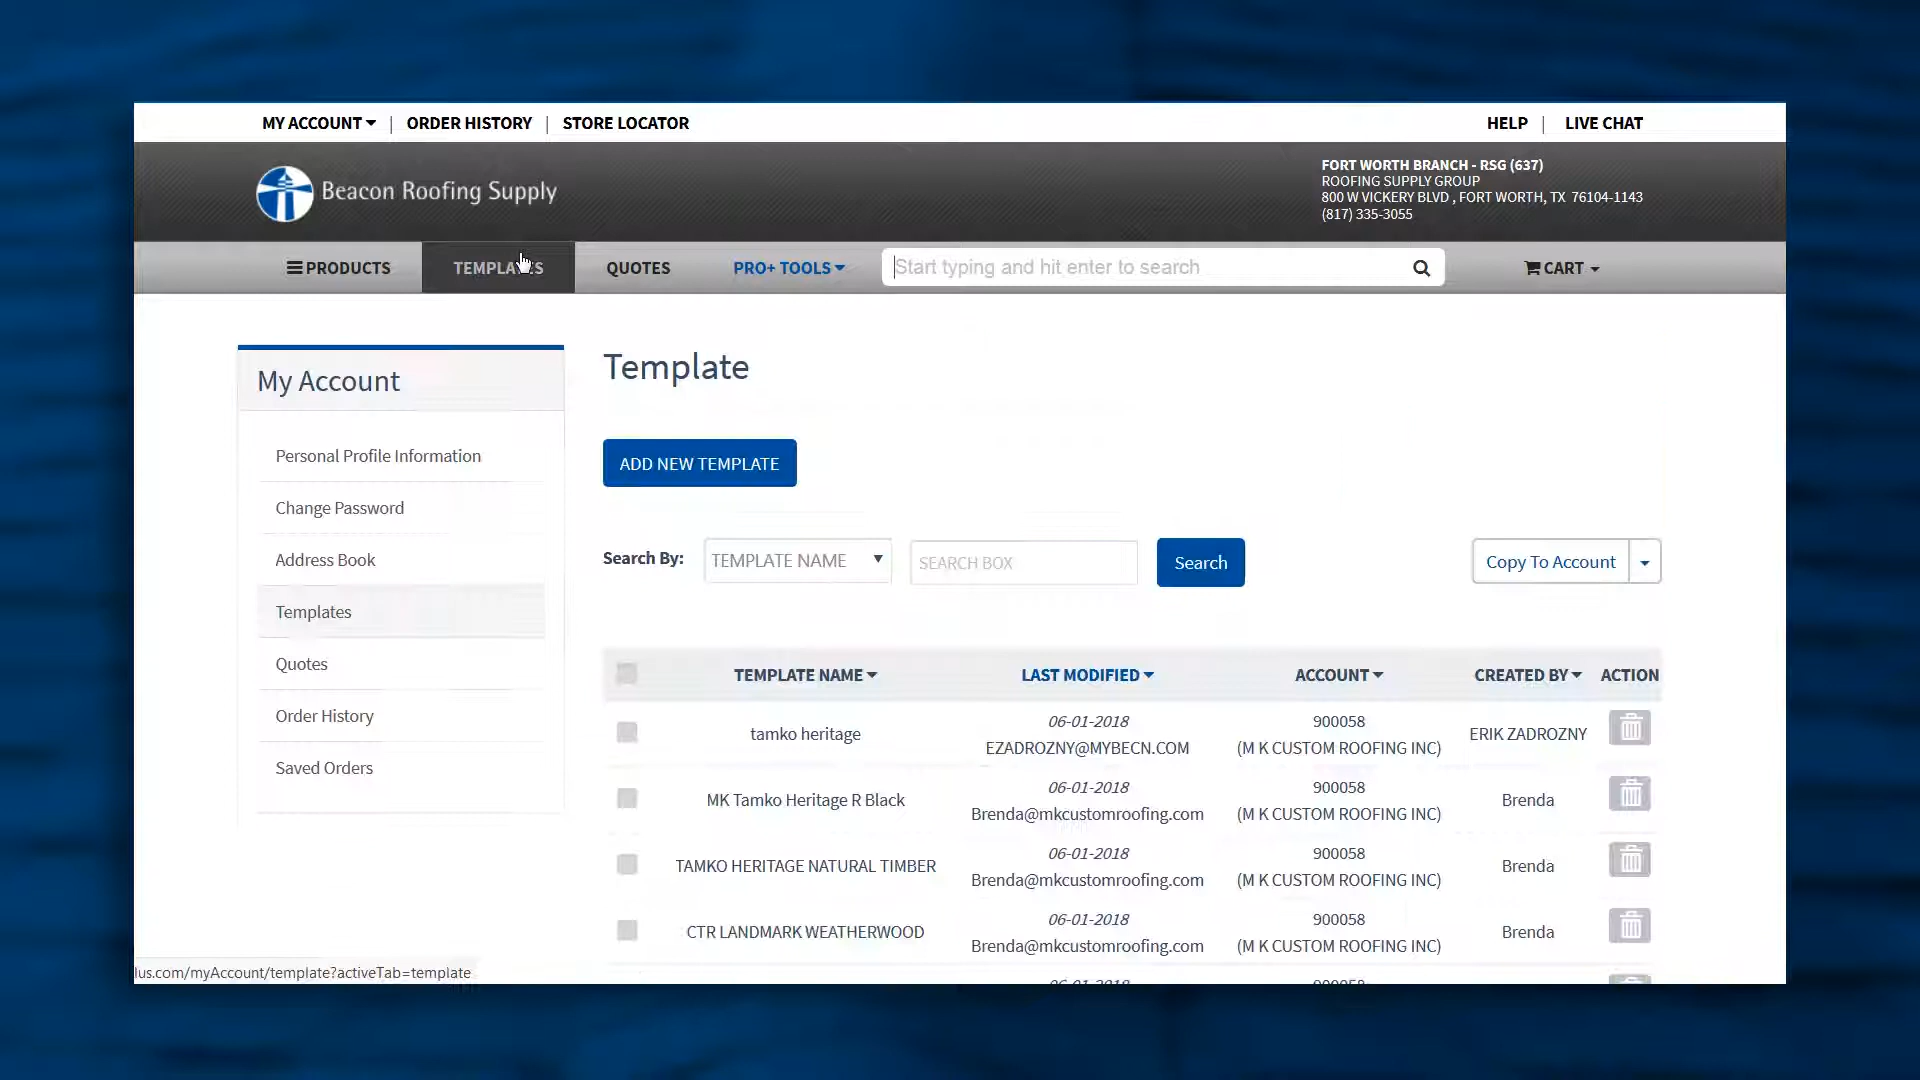 MY ACCOUNT | ORDER HISTORY | STORE LOCATOR
HELP | LIVE CHAT
Beacon Roofing Supply
FORT WORTH BRANCH - RSG (637)
ROOFING SUPPLY GROUP
800 W VICKERY BLVD , FORT WORTH, TX 76104-1143
(817) 335-3055
PRODUCTS
TEMPLATES
QUOTES
PRO+ TOOLS
Start typing and hit enter to search
CART
My Account
Personal Profile Information
Change Password
Address Book
Templates
Quotes
Order History
Saved Orders
Template
ADD NEW TEMPLATE
Search By:
TEMPLATE NAME
SEARCH BOX
Search
Copy To Account
TEMPLATE NAME LAST MODIFIED ACCOUNT CREATED BY ACTION
tamko heritage
06-01-2018
EZADROZNY@MYBECN.COM
900058
(M K CUSTOM ROOFING INC)
ERIK ZADROZNY
MK Tamko Heritage R Black
06-01-2018
Brenda@mkcustomroofing.com
900058
(M K CUSTOM ROOFING INC)
Brenda
TAMKO HERITAGE NATURAL TIMBER
06-01-2018
Brenda@mkcustomroofing.com
900058
(M K CUSTOM ROOFING INC)
Brenda
CTR LANDMARK WEATHERWOOD
06-01-2018
Brenda@mkcustomroofing.com
900058
(M K CUSTOM ROOFING INC)
Brenda
lus.com/myAccount/template?activeTab=template